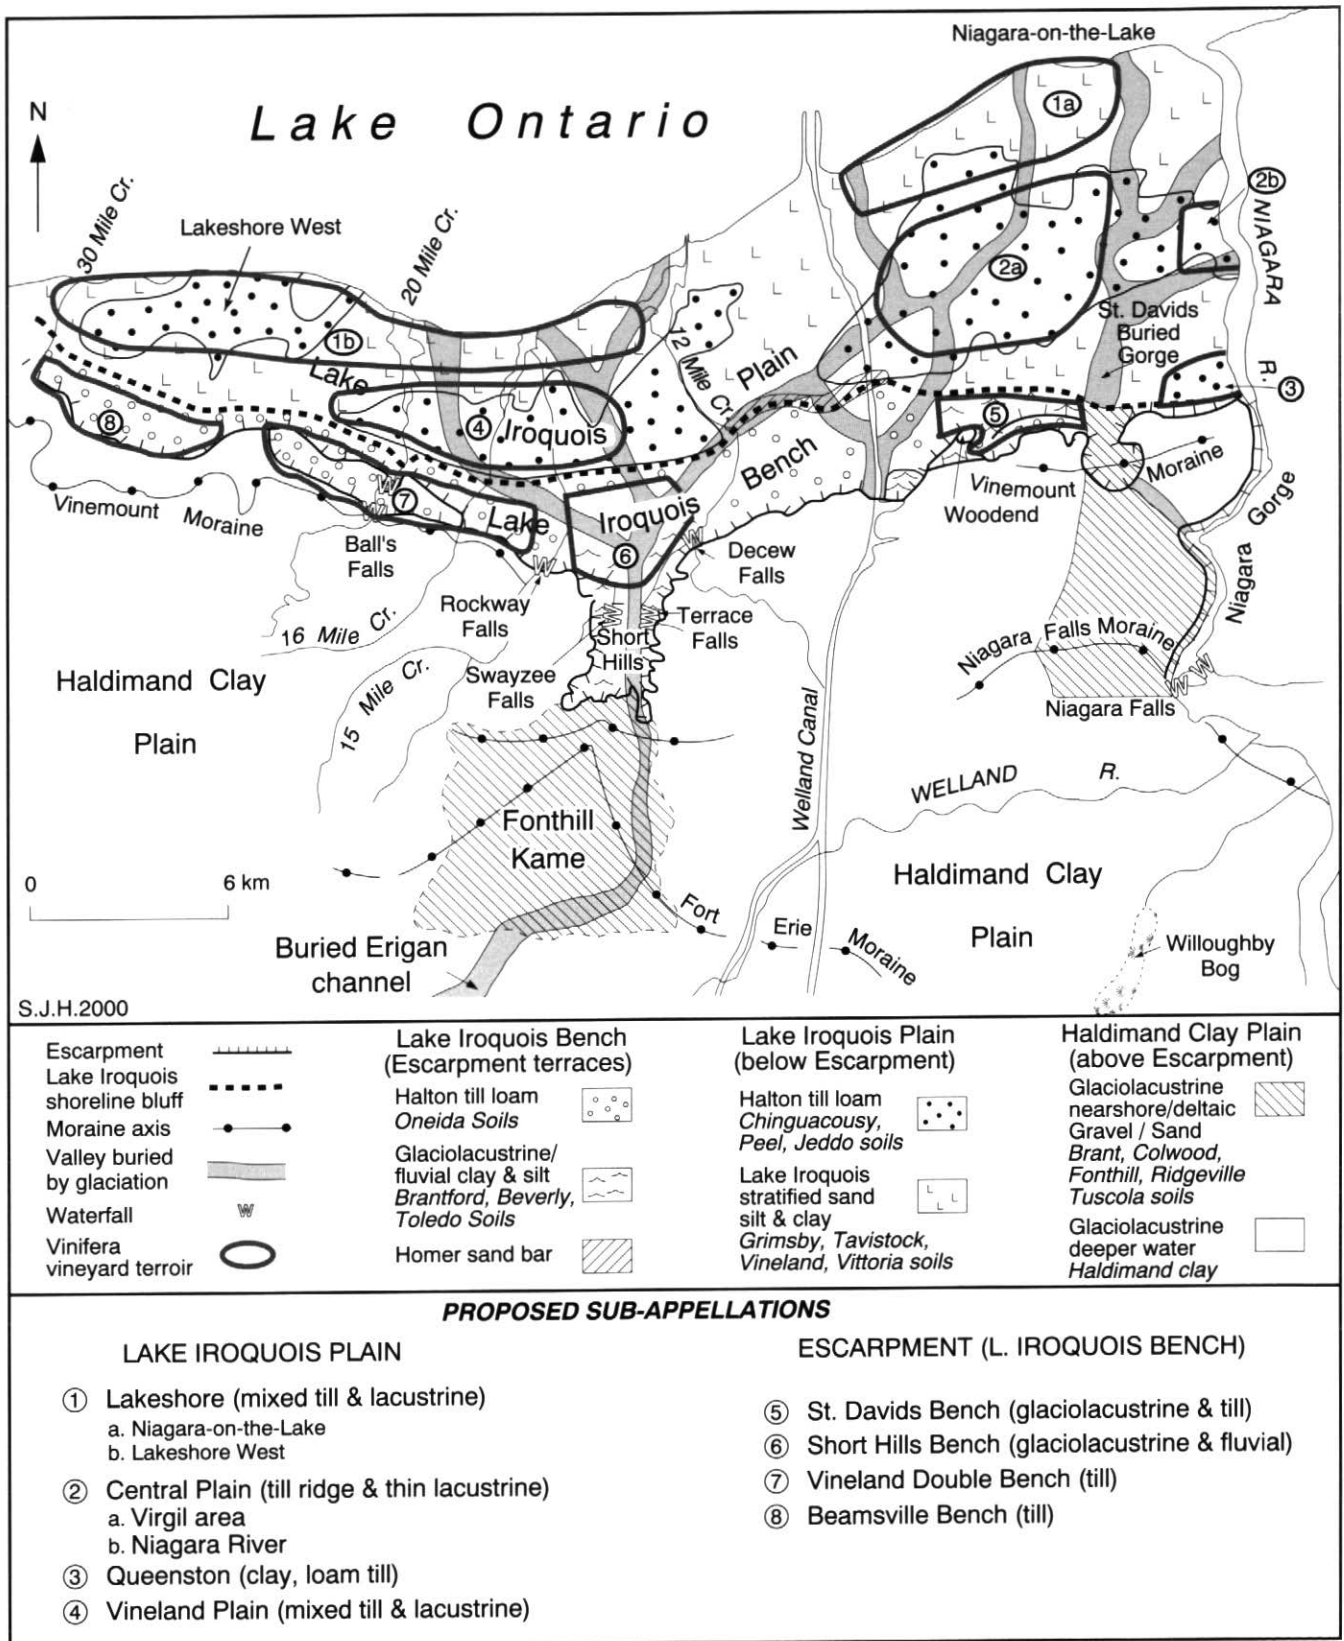 Niagara-on-the-Lake
Lake Ontario
N
1a
2b
30 Mile Cr.
Lakeshore West
20 Mile Cr.
NIAGARA
R.
2a
1b
St. Davids
Buried
Gorge
12 Mile Cr.
Lake
Iroquois
Plain
3
8
4
5
7
W
W
Vinemount Moraine
Lake
Iroquois
Bench
6
W
W
Vinemount
Moraine
Woodend
Ball's
Falls
Decew
Falls
Niagara
Gorge
Rockway
Falls
16 Mile Cr.
W
W
Terrace
Falls
Short
Hills
Swayzee
Falls
15 Mile Cr.
Haldimand Clay
Plain
Niagara Falls Moraine
W
W
Niagara Falls
Welland Canal
WELLAND R.
Fonthill
Kame
0 6 km
Haldimand Clay
Plain
Fort Erie Moraine
Buried Erigan
channel
Willoughby
Bog
S.J.H.2000
Escarpment
Lake Iroquois
shoreline bluff
Moraine axis
Valley buried
by glaciation
Waterfall W
Vinifera
vineyard terroir
Lake Iroquois Bench
(Escarpment terraces)
Halton till loam
Oneida Soils
Glaciolacustrine/
fluvial clay & silt
Brantford, Beverly,
Toledo Soils
Homer sand bar
Lake Iroquois Plain
(below Escarpment)
Halton till loam
Chinguacousy,
Peel, Jeddo soils
Lake Iroquois
stratified sand
silt & clay
Grimsby, Tavistock,
Vineland, Vittoria soils
Haldimand Clay Plain
(above Escarpment)
Glaciolacustrine
nearshore/deltaic
Gravel / Sand
Brant, Colwood,
Fonthill, Ridgeville
Tuscola soils
Glaciolacustrine
deeper water
Haldimand clay
PROPOSED SUB-APPELLATIONS
LAKE IROQUOIS PLAIN
1 Lakeshore (mixed till & lacustrine)
a. Niagara-on-the-Lake
b. Lakeshore West
2 Central Plain (till ridge & thin lacustrine)
a. Virgil area
b. Niagara River
3 Queenston (clay, loam till)
4 Vineland Plain (mixed till & lacustrine)
ESCARPMENT (L. IROQUOIS BENCH)
5 St. Davids Bench (glaciolacustrine & till)
6 Short Hills Bench (glaciolacustrine & fluvial)
7 Vineland Double Bench (till)
8 Beamsville Bench (till)